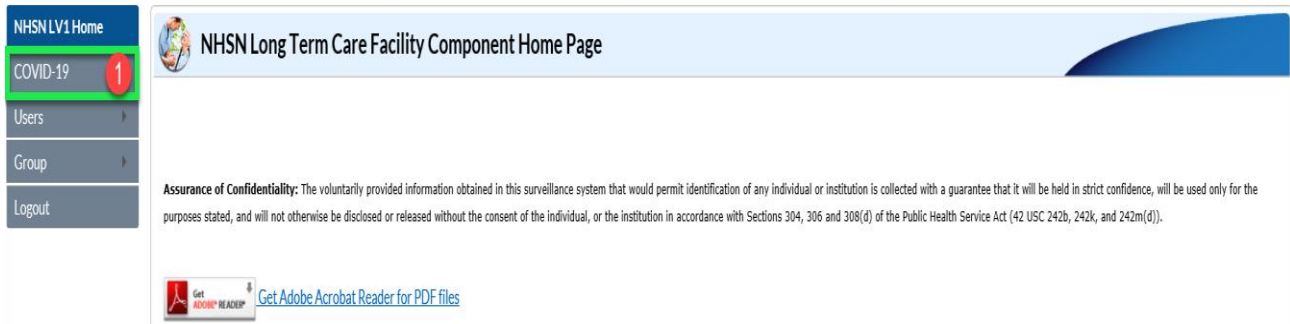 NHSN LV1 Home
COVID-19
1
Users
Group
Logout
NHSN Long Term Care Facility Component Home Page
Assurance of Confidentiality: The voluntarily provided information obtained in this surveillance system that would permit identification of any individual or institution is collected with a guarantee that it will be held in strict confidence, will be used only for the
purposes stated, and will not otherwise be disclosed or released without the consent of the individual, or the institution in accordance with Sections 304, 306 and 308(d) of the Public Health Service Act (42 USC 242b, 242k, and 242m(d)).
Get
ADOBE® READER®
Get Adobe Acrobat Reader for PDF files